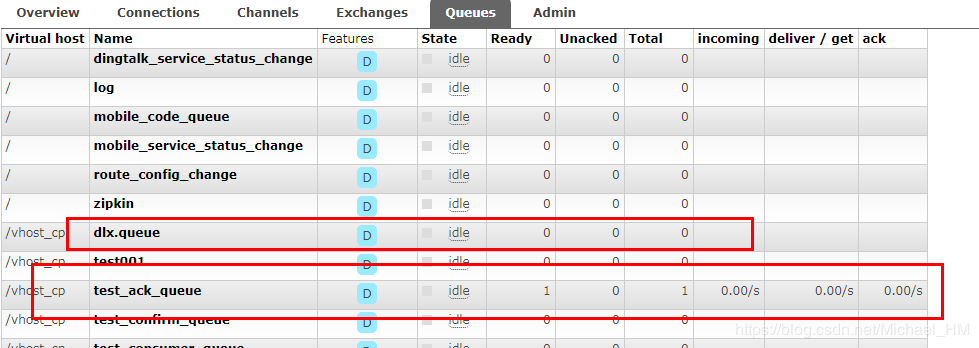 Overview Connections Channels Exchanges Queues Admin
Virtual host Name Features State Ready Unacked Total incoming deliver / get ack
/ dingtalk_service_status_change D idle 0 0 0
/ log D idle 0 0 0
/ mobile_code_queue D idle 0 0 0
/ mobile_service_status_change D idle 0 0 0
/ route_config_change D idle 0 0 0
/ zipkin D idle 0 0 0
/vhost_cp dlx.queue D idle 0 0 0
/vhost_cp test001 D idle 0 0 0
/vhost_cp test_ack_queue D idle 1 0 1 0.00/s 0.00/s 0.00/s
/vhost_cp test_confirm_queue D idle 0 0 0
/vhost_cp test_consumer_queue D idle 0 0 0
https://blog.csdn.net/Michael_HM